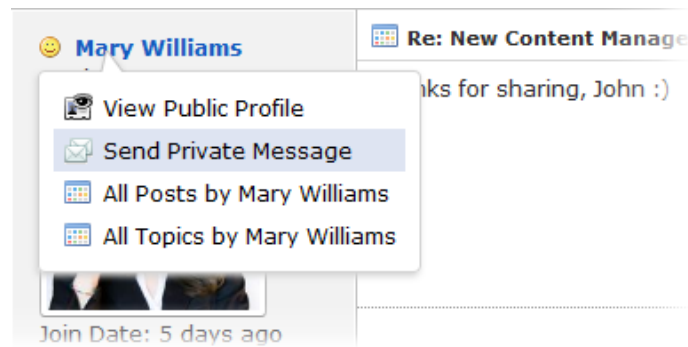 Mary Williams
Re: New Content Manage
View Public Profile
Send Private Message
All Posts by Mary Williams
All Topics by Mary Williams
for sharing, John :)
Join Date: 5 days ago